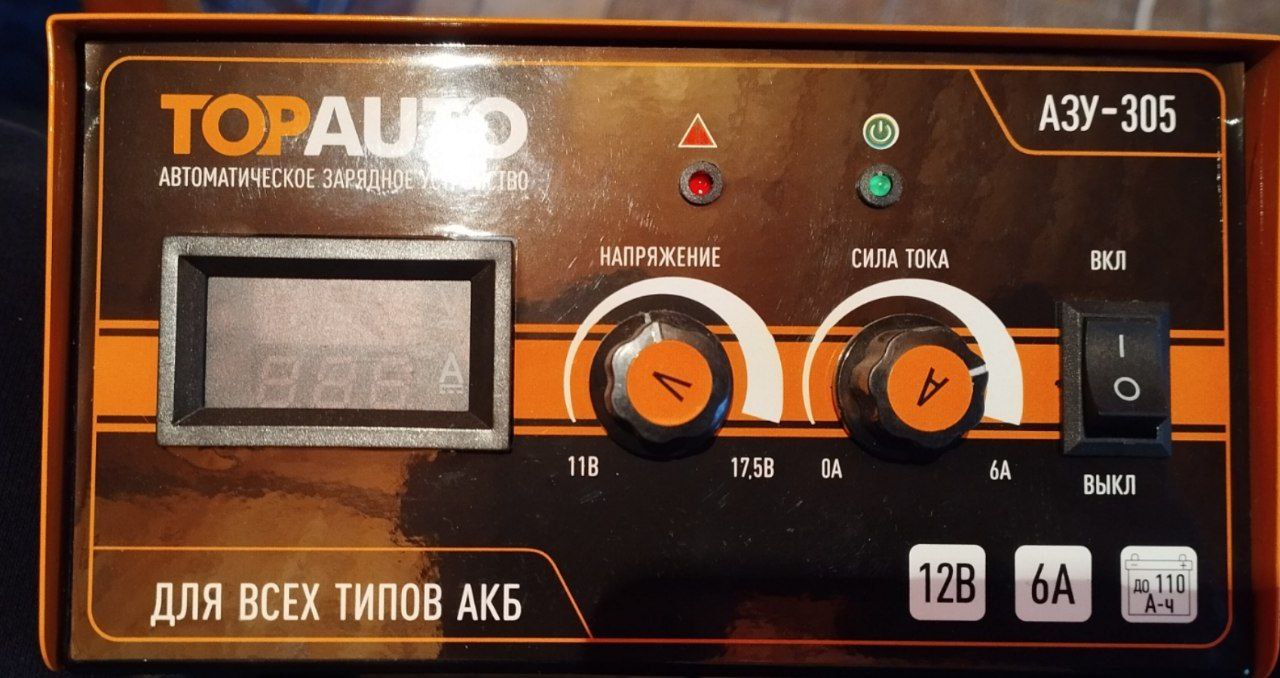 TOPAUTO
АВТОМАТИЧЕСКОЕ ЗАРЯДНОЕ УСТРОЙСТВО
АЗУ-305
НАПРЯЖЕНИЕ
СИЛА ТОКА
ВКЛ
V
A
A
I
O
11В
17,5В
0А
6А
ВЫКЛ
ДЛЯ ВСЕХ ТИПОВ АКБ
12В
6А
до 110
А-ч